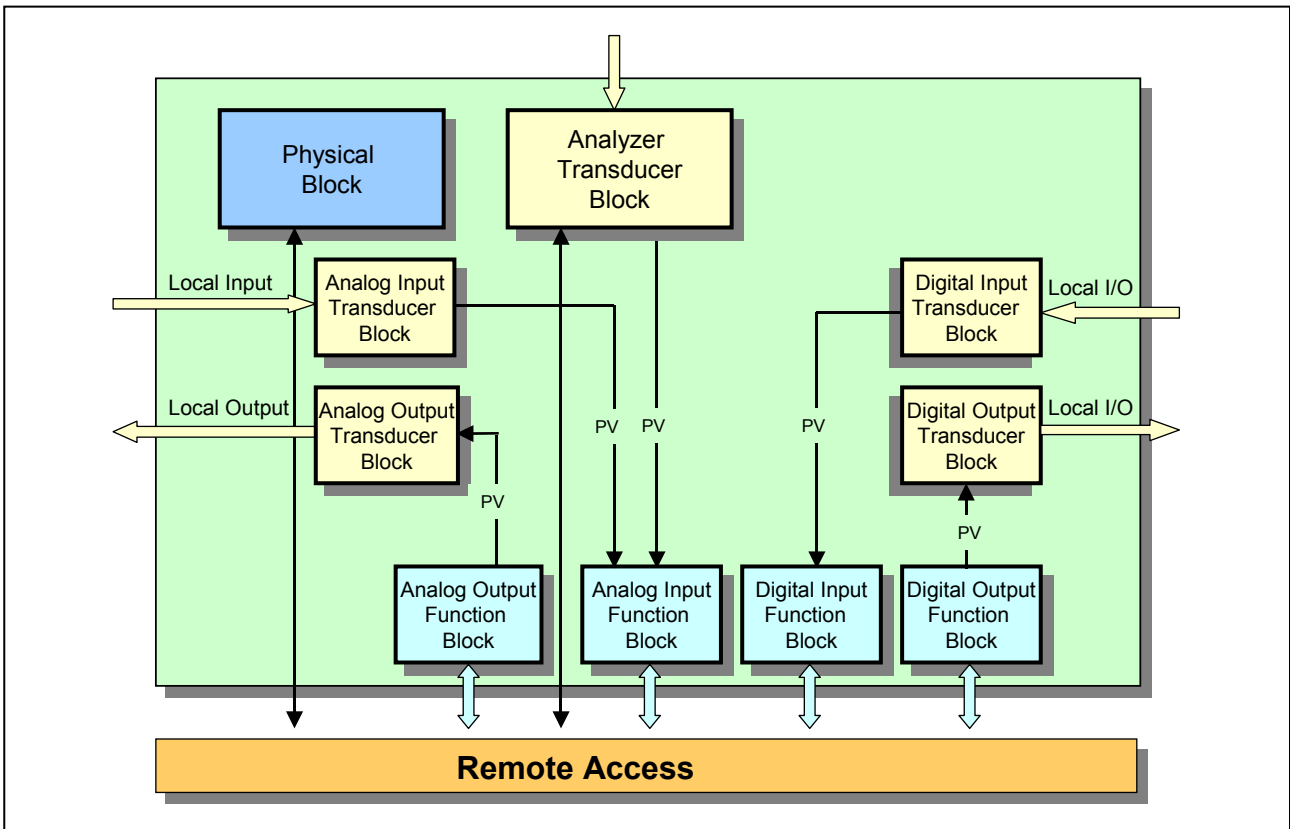 Physical
Block
Analyzer
Transducer
Block
Local Input
Analog Input
Transducer
Block
Digital Input
Transducer
Block
Local I/O
Local Output
Analog Output
Transducer
Block
Digital Output
Transducer
Block
Local I/O
PV
PV
PV
PV
PV
Analog Output
Function
Block
Analog Input
Function
Block
Digital Input
Function
Block
Digital Output
Function
Block
Remote Access